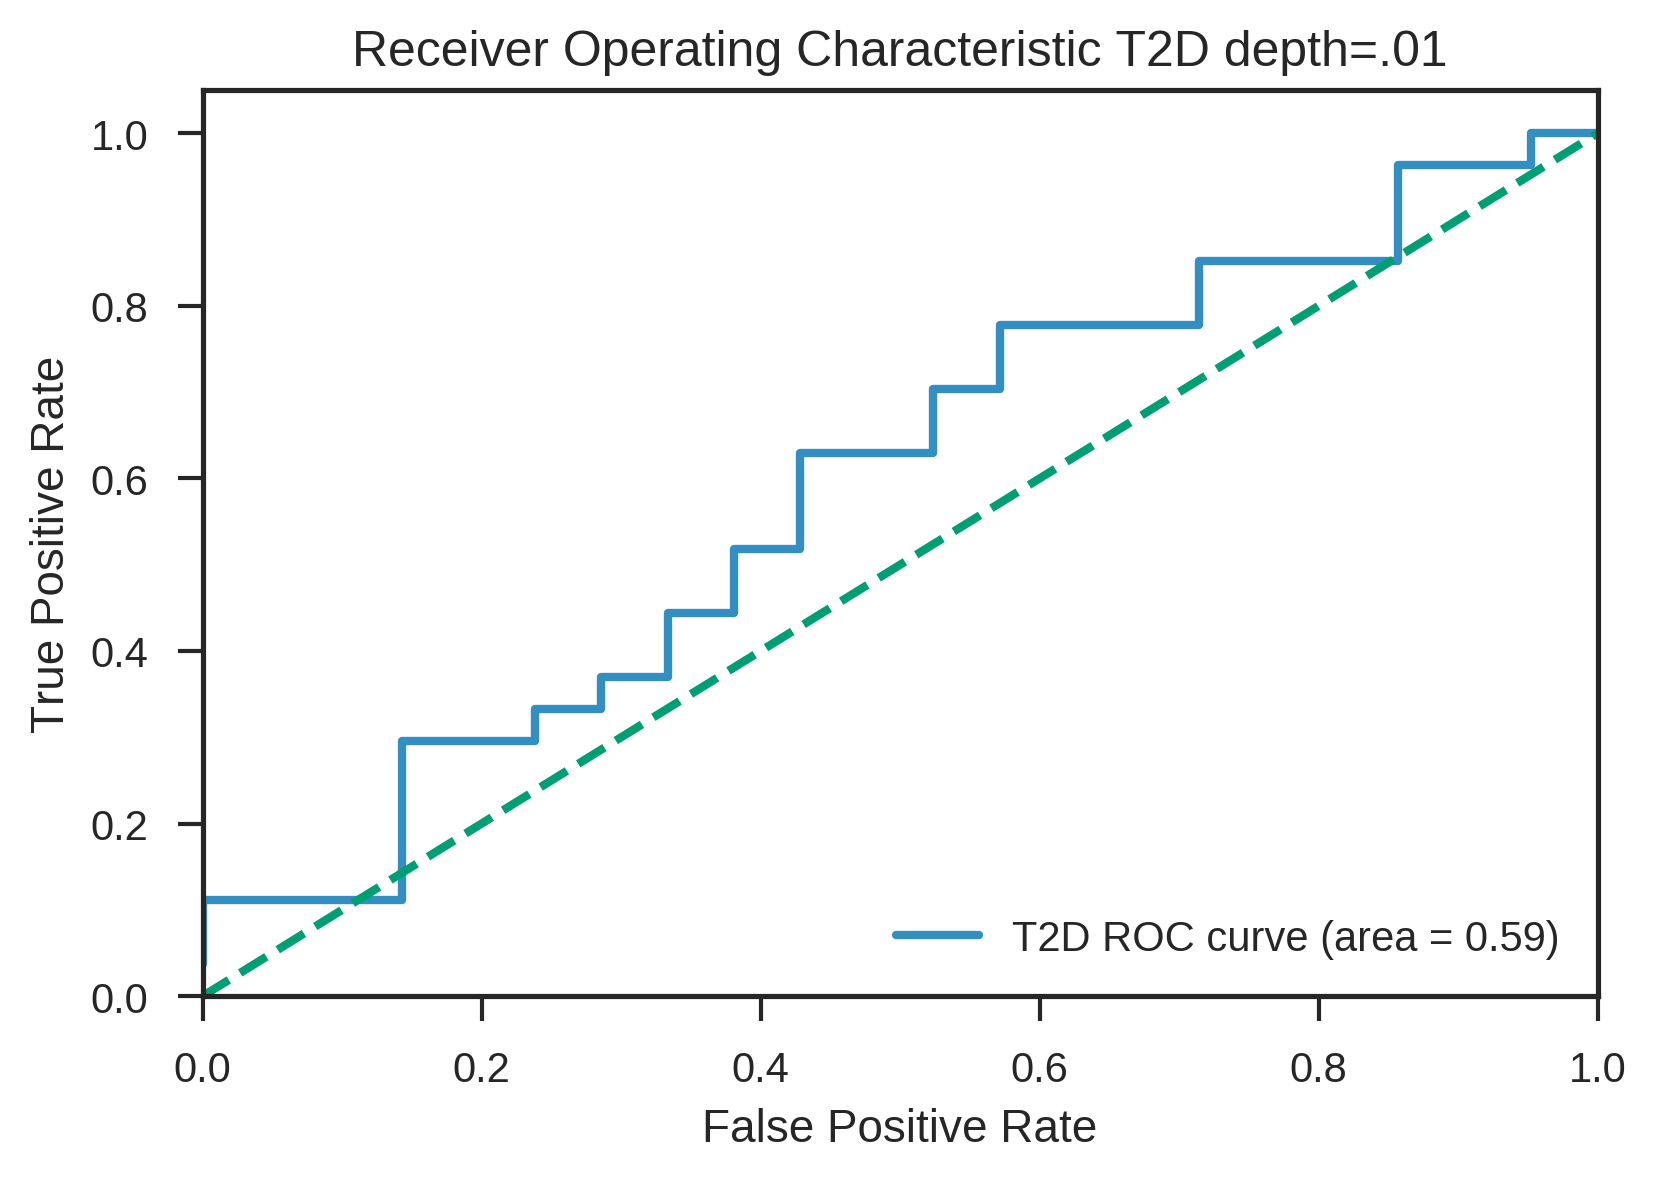 Receiver Operating Characteristic T2D depth=.01
1.0
0.8
0.6
0.4
0.2
0.0
True Positive Rate
T2D ROC curve (area = 0.59)
0.0 0.2 0.4 0.6 0.8 1.0
False Positive Rate